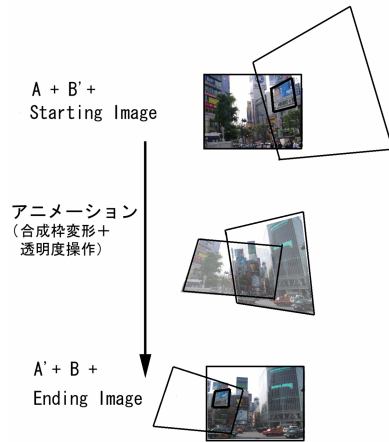 A + B'+
Starting Image
アニメーション
（合成枠変形＋
透明度操作）
A'+ B +
Ending Image